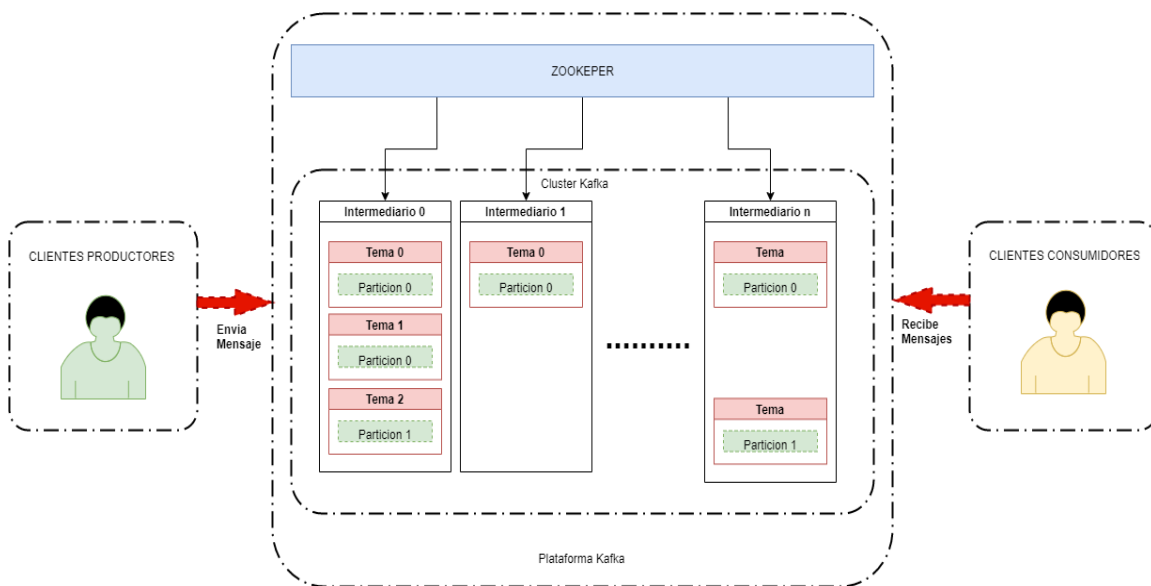 ZOOKEPER
Cluster Kafka
Intermediario 0
Tema 0
Particion 0
Tema 1
Particion 0
Tema 2
Particion 1
Intermediario 1
Tema 0
Particion 0
Intermediario n
Tema
Particion 0
Tema
Particion 1
CLIENTES PRODUCTORES
Envia
Mensaje
CLIENTES CONSUMIDORES
Recibe
Mensajes
Plataforma Kafka